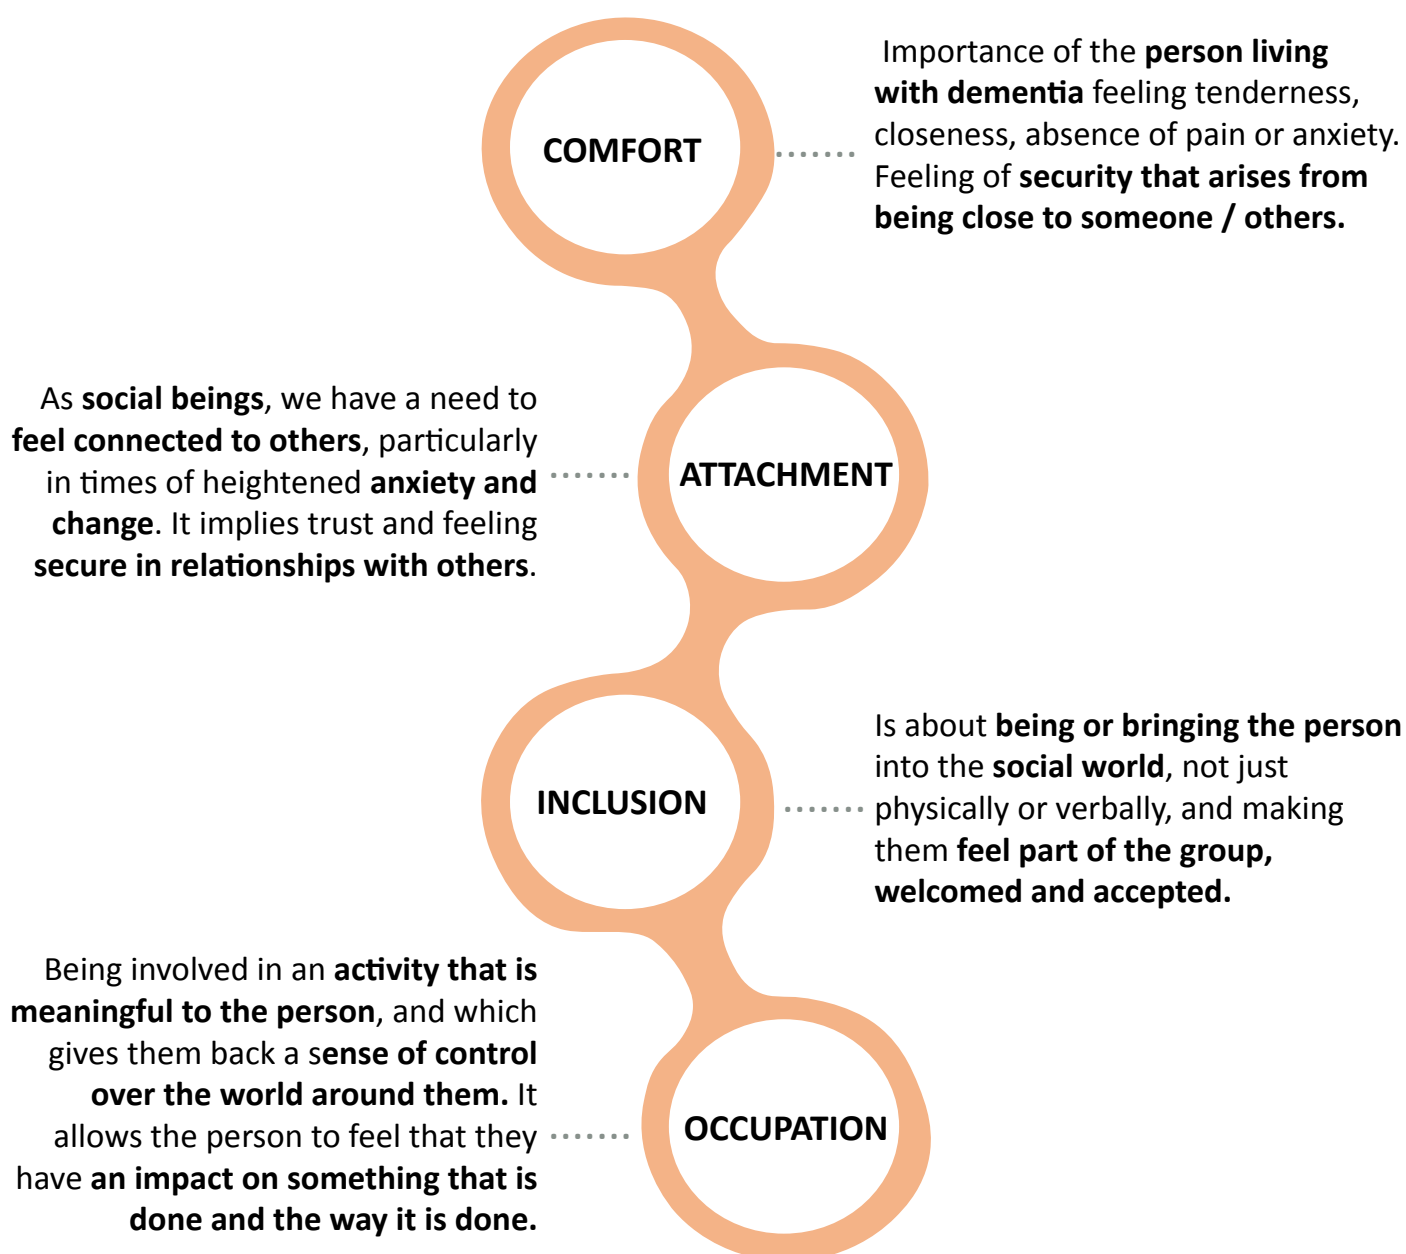 COMFORT
Importance of the person living
with dementia feeling tenderness,
closeness, absence of pain or anxiety.
Feeling of security that arises from
being close to someone / others.
As social beings, we have a need to
feel connected to others, particularly
in times of heightened anxiety and
change. It implies trust and feeling
secure in relationships with others.
ATTACHMENT
INCLUSION
Is about being or bringing the person
into the social world, not just
physically or verbally, and making
them feel part of the group,
welcomed and accepted.
Being involved in an activity that is
meaningful to the person, and which
gives them back a sense of control
over the world around them. It
allows the person to feel that they
have an impact on something that is
done and the way it is done.
OCCUPATION